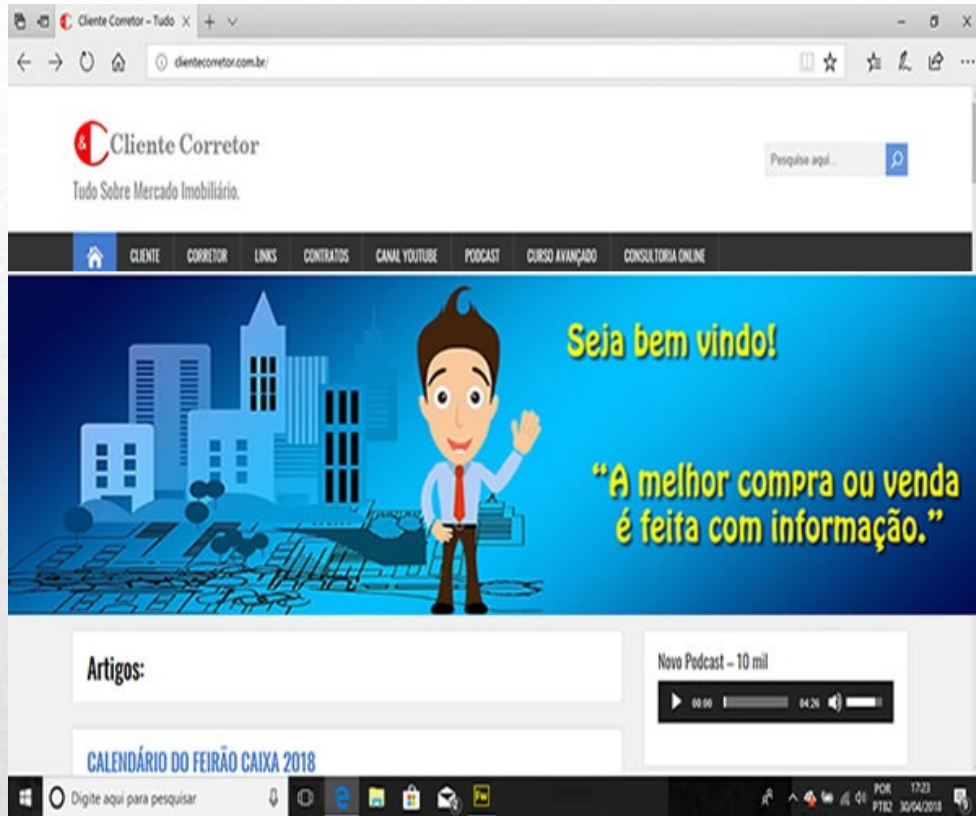 Cliente Corretor – Tudo
clientecorretor.com.br/
& C Cliente Corretor
Pesquise aqui...
Tudo Sobre Mercado Imobiliário.
CLIENTE CORRETOR LINKS CONTRATOS CANAL YOUTUBE PODCAST CURSO AVANÇADO CONSULTORIA ONLINE
Seja bem vindo!
“A melhor compra ou venda
é feita com informação.”
Artigos:
Novo Podcast – 10 mil
00:00 04:26
CALENDÁRIO DO FEIRÃO CAIXA 2018
Digite aqui para pesquisar
Fw
POR 17:23
PTB2 30/04/2018